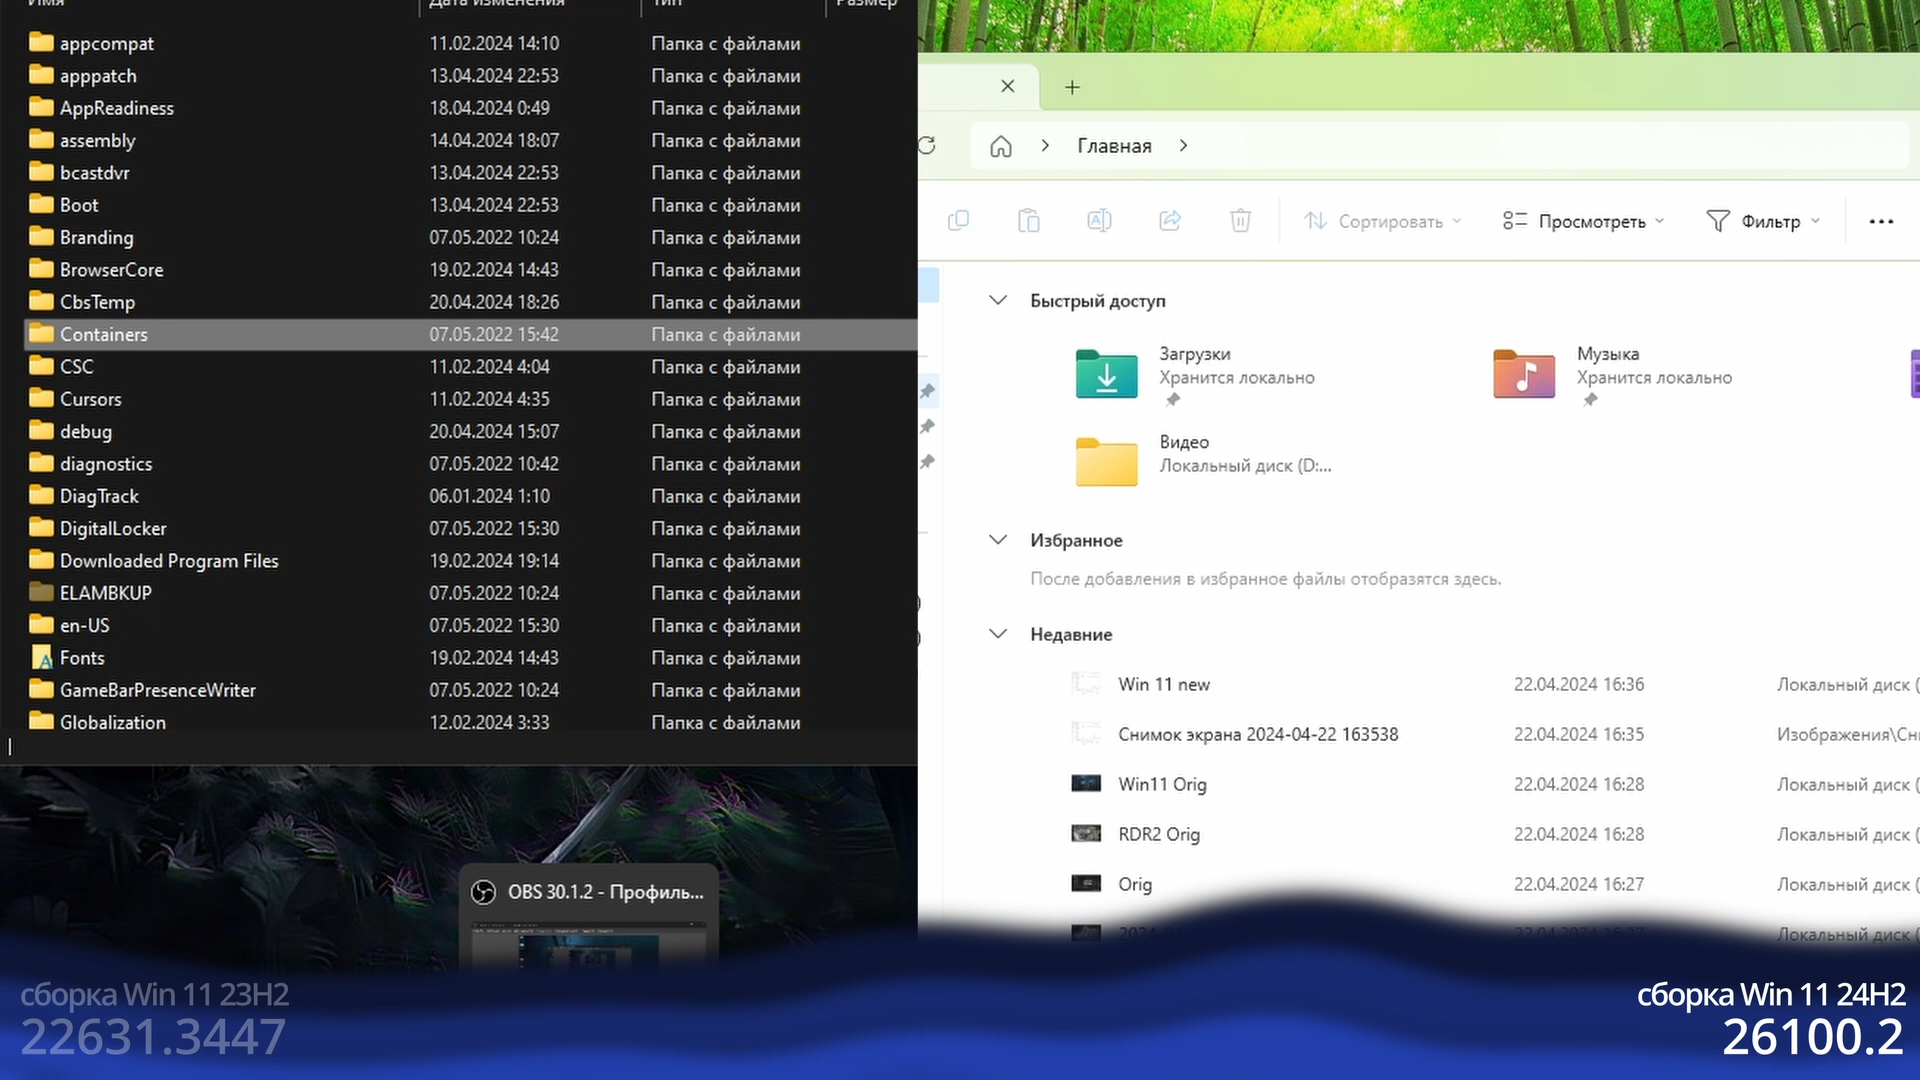 Имя Дата изменения Тип Размер
appcompat 11.02.2024 14:10 Папка с файлами
apppatch 13.04.2024 22:53 Папка с файлами
AppReadiness 18.04.2024 0:49 Папка с файлами
assembly 14.04.2024 18:07 Папка с файлами
bcastdvr 13.04.2024 22:53 Папка с файлами
Boot 13.04.2024 22:53 Папка с файлами
Branding 07.05.2022 10:24 Папка с файлами
BrowserCore 19.02.2024 14:43 Папка с файлами
CbsTemp 20.04.2024 18:26 Папка с файлами
Containers 07.05.2022 15:42 Папка с файлами
CSC 11.02.2024 4:04 Папка с файлами
Cursors 11.02.2024 4:35 Папка с файлами
debug 20.04.2024 15:07 Папка с файлами
diagnostics 07.05.2022 10:42 Папка с файлами
DiagTrack 06.01.2024 1:10 Папка с файлами
DigitalLocker 07.05.2022 15:30 Папка с файлами
Downloaded Program Files 19.02.2024 19:14 Папка с файлами
ELAMBKUP 07.05.2022 10:24 Папка с файлами
en-US 07.05.2022 15:30 Папка с файлами
Fonts 19.02.2024 14:43 Папка с файлами
GameBarPresenceWriter 07.05.2022 10:24 Папка с файлами
Globalization 12.02.2024 3:33 Папка с файлами
OBS 30.1.2 - Профиль...
сборка Win 11 23H2
22631.3447
Главная
Сортировать Просмотреть Фильтр
Быстрый доступ
Загрузки
Хранится локально
Музыка
Хранится локально
Видео
Локальный диск (D:...
Избранное
После добавления в избранное файлы отобразятся здесь.
Недавние
Win 11 new 22.04.2024 16:36 Локальный диск (
Снимок экрана 2024-04-22 163538 22.04.2024 16:35 Изображения\Сн
Win11 Orig 22.04.2024 16:28 Локальный диск (
RDR2 Orig 22.04.2024 16:28 Локальный диск (
Orig 22.04.2024 16:27 Локальный диск (
22.04.2024 16:27 Локальный диск (
сборка Win 11 24H2
26100.2